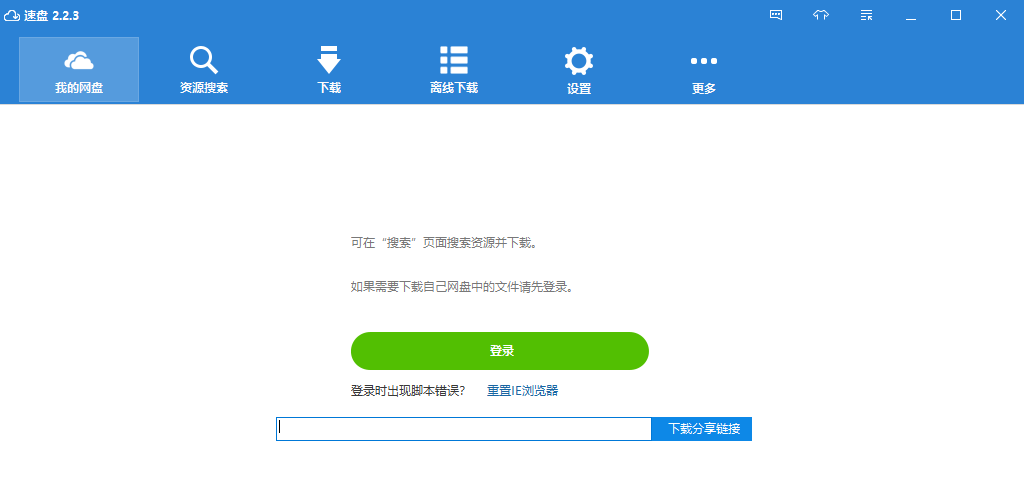 速盘 2.2.3
我的网盘
资源搜索
下载
离线下载
设置
更多
可在“搜索”页面搜索资源并下载。
如果需要下载自己网盘中的文件请先登录。
登录
登录时出现脚本错误? 重置IE浏览器
下载分享链接